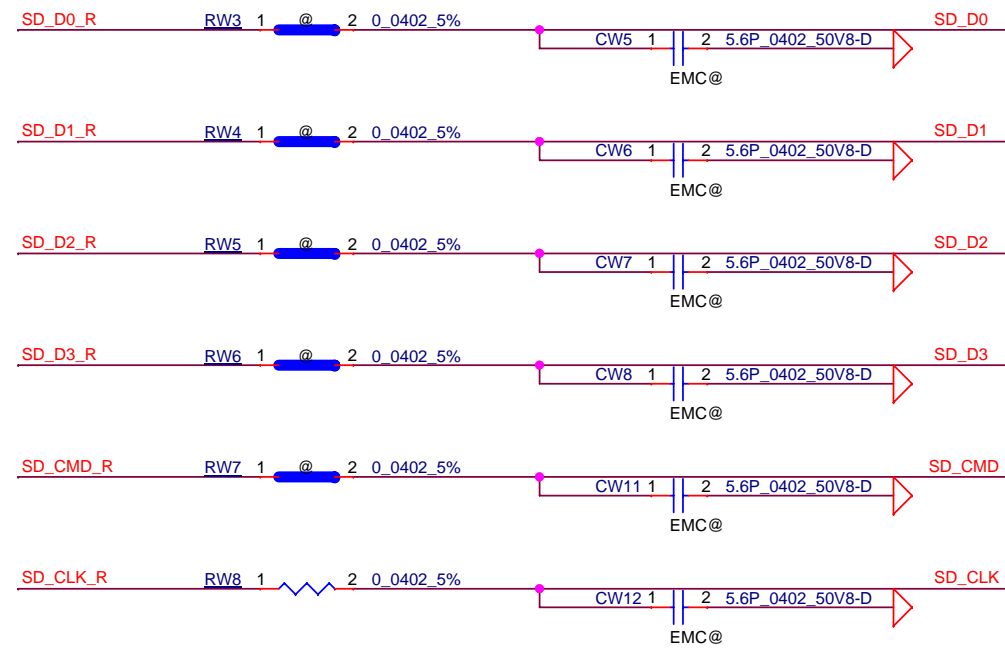 SD_D0_R RW3 1 @ 2 0_0402_5% SD_D0
CW5 1 2 5.6P_0402_50V8-D
EMC@
SD_D1_R RW4 1 @ 2 0_0402_5% SD_D1
CW6 1 2 5.6P_0402_50V8-D
EMC@
SD_D2_R RW5 1 @ 2 0_0402_5% SD_D2
CW7 1 2 5.6P_0402_50V8-D
EMC@
SD_D3_R RW6 1 @ 2 0_0402_5% SD_D3
CW8 1 2 5.6P_0402_50V8-D
EMC@
SD_CMD_R RW7 1 @ 2 0_0402_5% SD_CMD
CW11 1 2 5.6P_0402_50V8-D
EMC@
SD_CLK_R RW8 1 2 0_0402_5% SD_CLK
CW12 1 2 5.6P_0402_50V8-D
EMC@